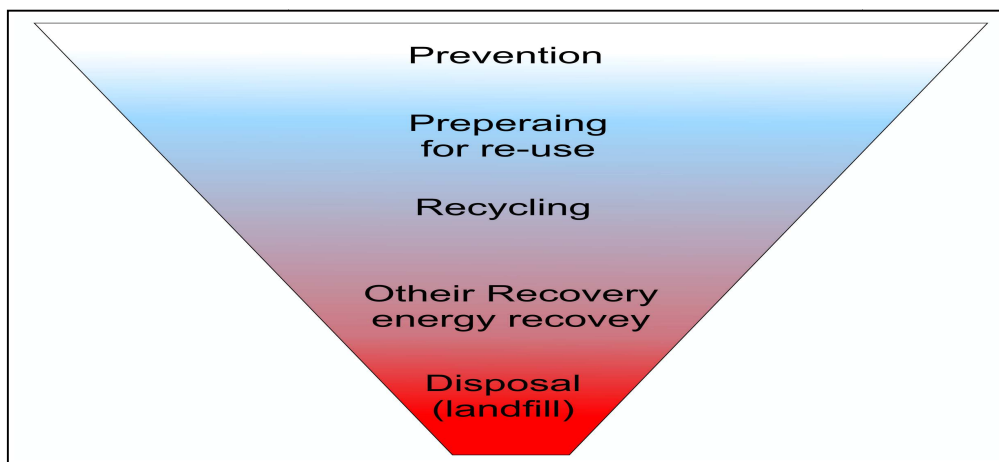 Prevention
Preperaing
for re-use
Recycling
Otheir Recovery
energy recovey
Disposal
(landfill)